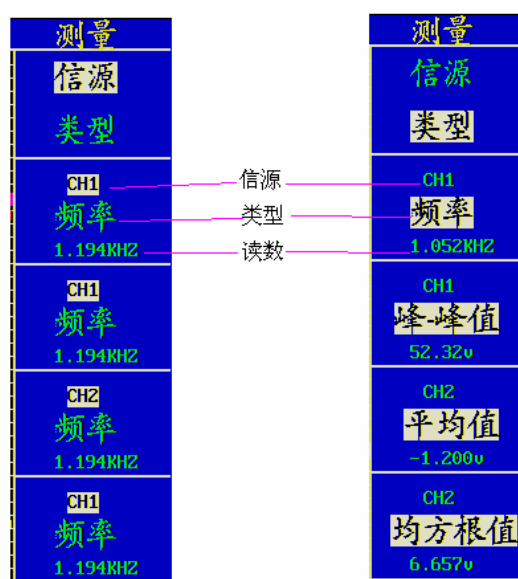 测量
信源
类型
CH1
频率
1.194KHZ
CH1
频率
1.194KHZ
CH2
频率
1.194KHZ
CH1
频率
1.194KHZ
信源
类型
读数
测量
信源
类型
CH1
频率
1.052KHZ
CH1
峰-峰值
52.32v
CH2
平均值
-1.200v
CH2
均方根值
6.657v